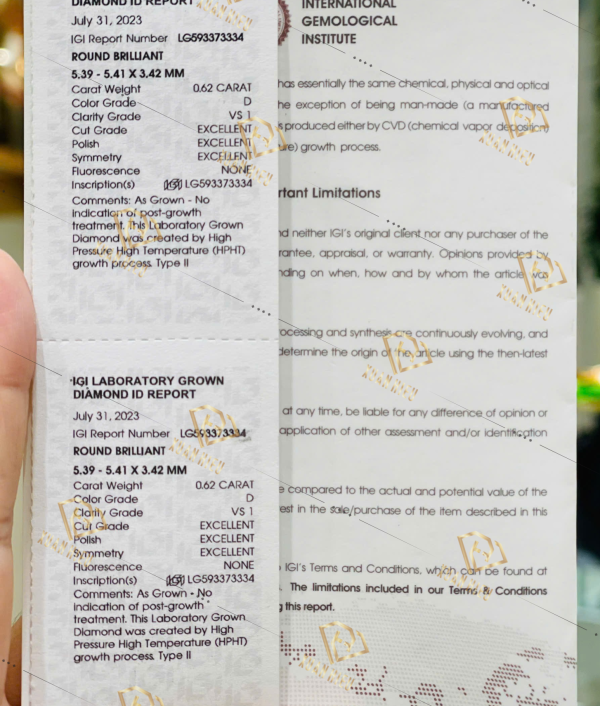 DIAMOND ID REPORT
July 31, 2023
IGI Report Number LG593373334
ROUND BRILLIANT
5.39 - 5.41 X 3.42 MM
Carat Weight 0.62 CARAT
Color Grade D
Clarity Grade VS 1
Cut Grade EXCELLENT
Polish EXCELLENT
Symmetry EXCELLENT
Fluorescence NONE
Inscription(s) IGI LG593373334
Comments: As Grown - No
indication of post-growth
treatment. This Laboratory Grown
Diamond was created by High
Pressure High Temperature (HPHT)
growth process. Type II
IGI LABORATORY GROWN
DIAMOND ID REPORT
July 31, 2023
IGI Report Number LG593373334
ROUND BRILLIANT
5.39 - 5.41 X 3.42 MM
Carat Weight 0.62 CARAT
Color Grade D
Clarity Grade VS 1
Cut Grade EXCELLENT
Polish EXCELLENT
Symmetry EXCELLENT
Fluorescence NONE
Inscription(s) IGI LG593373334
Comments: As Grown - No
indication of post-growth
treatment. This Laboratory Grown
Diamond was created by High
Pressure High Temperature (HPHT)
growth process. Type II
INTERNATIONAL
GEMOLOGICAL
INSTITUTE
has essentially the same chemical, physical and optical
he exception of being man-made (a manufactured
s produced either by CVD (chemical vapor deposition)
ure) growth process.
rtant Limitations
nd neither IGI's original client nor any purchaser of the
rantee, appraisal, or warranty. Opinions provided by
nding on when, how and by whom the article was
ocessing and synthesis are continuously evolving, and
determine the origin of the article using the then-latest
at any time, be liable for any difference of opinion or
application of other assessment and/or identification
e compared to the actual and potential value of the
est in the sale/purchase of the item described in this
IGI's Terms and Conditions, which can be found at
. The limitations included in our Terms & Conditions
g this report.